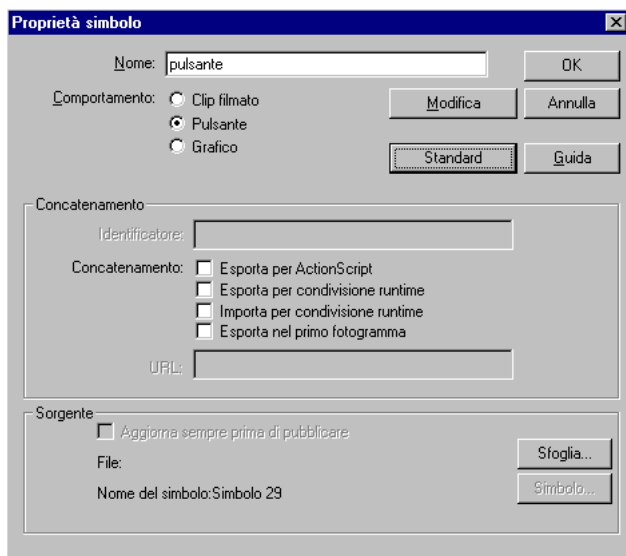 Proprietà simbolo
Nome: pulsante
OK
Comportamento: Clip filmato
Modifica
Annulla
Pulsante
Grafico
Standard
Guida
Concatenamento
Identificatore:
Concatenamento: Esporta per ActionScript
Esporta per condivisione runtime
Importa per condivisione runtime
Esporta nel primo fotogramma
URL:
Sorgente
Aggiorna sempre prima di pubblicare
File:
Sfoglia...
Nome del simbolo:Simbolo 29
Simbolo...